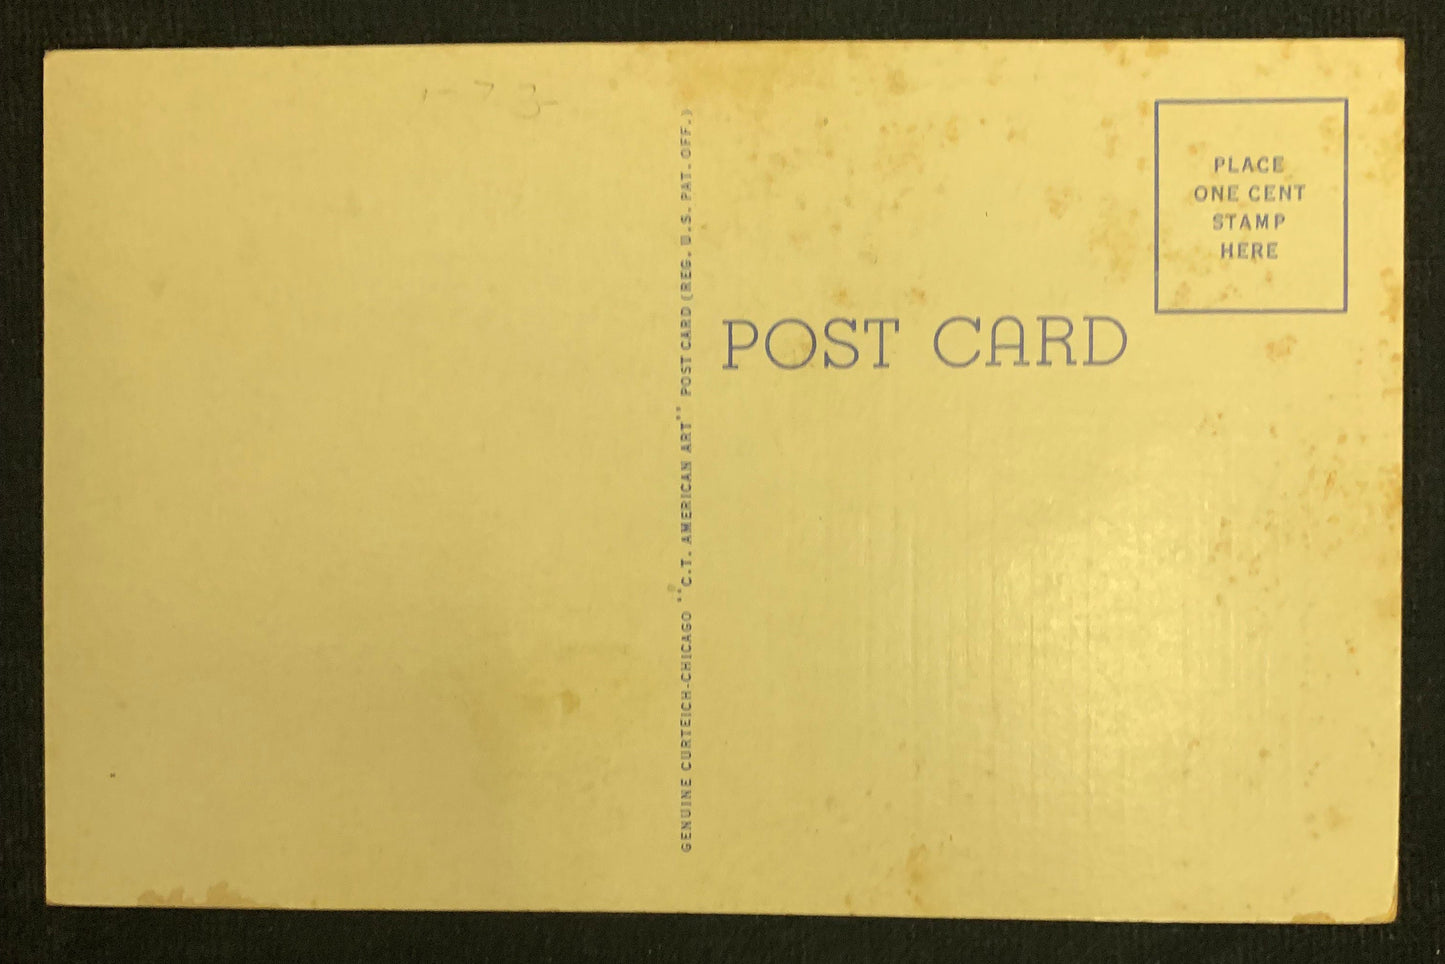 GENUINE CURTEICH-CHICAGO "C.T. AMERICAN ART" POST CARD (REG. U.S. PAT. OFF.)
PLACE
ONE CENT
STAMP
HERE
POST CARD